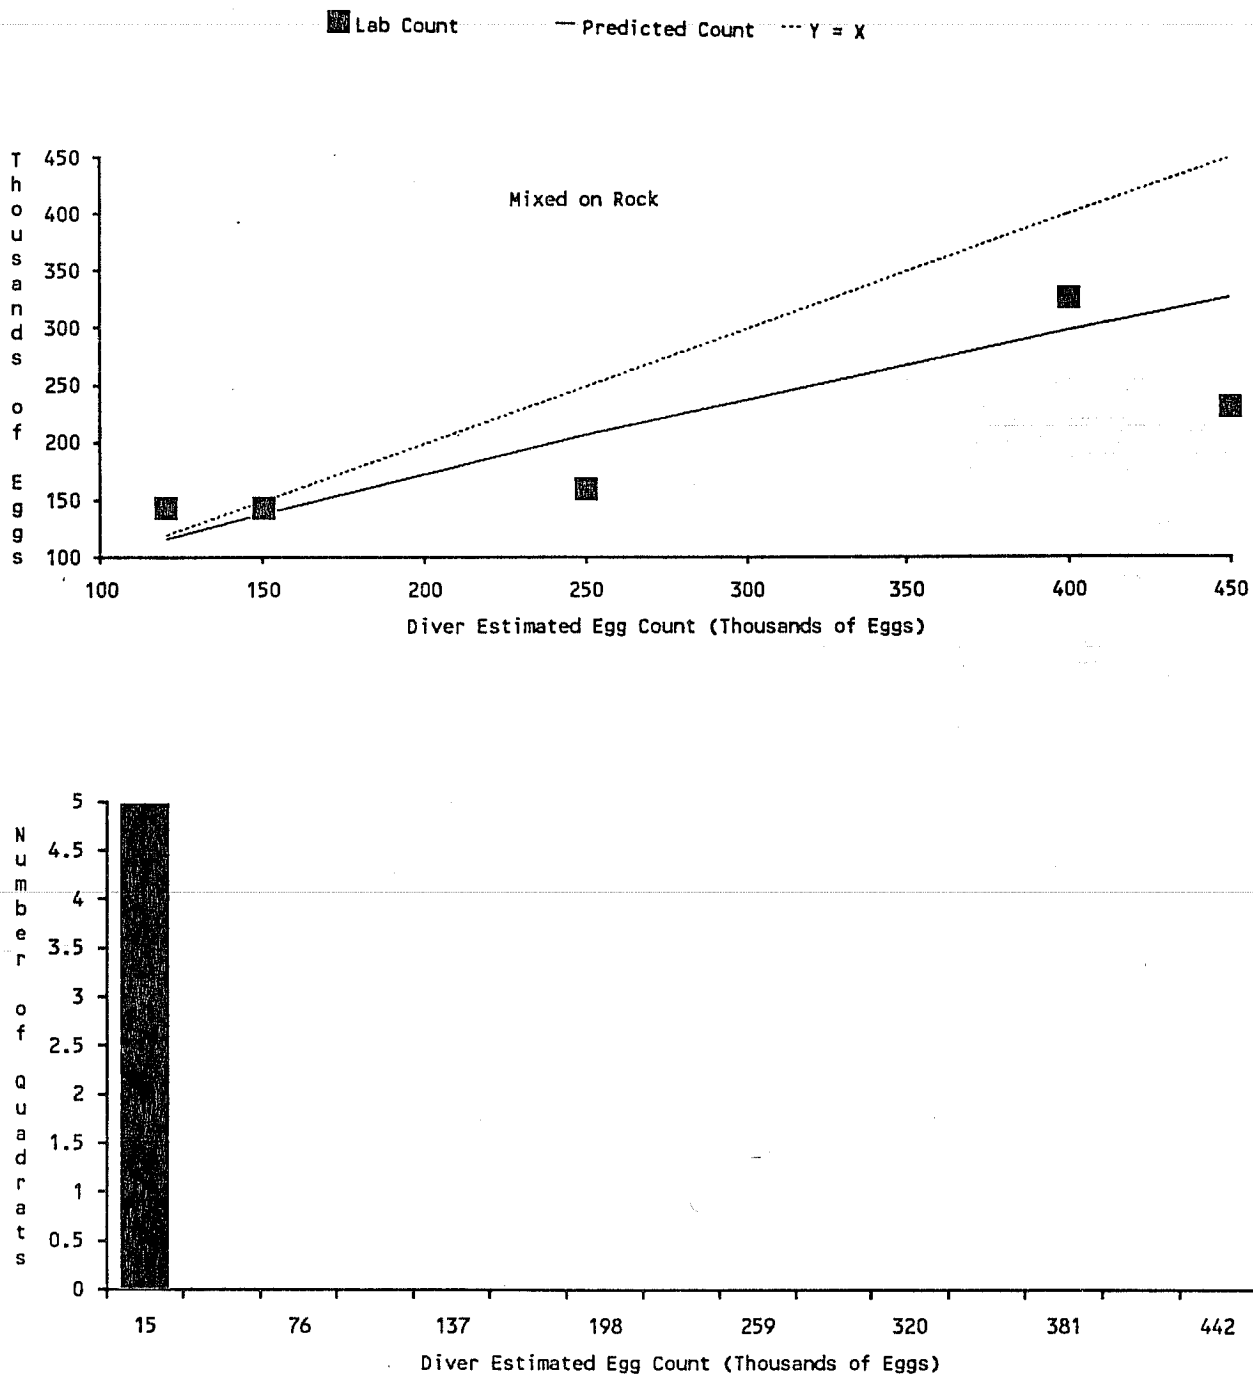 Lab Count Predicted Count Y = X
Thousands of Eggs
450
400
350
300
250
200
150
100
Mixed on Rock
100 150 200 250 300 350 400 450
Diver Estimated Egg Count (Thousands of Eggs)
Number of Quadrats
5
4.5
4
3.5
3
2.5
2
1.5
1
0.5
0
15 76 137 198 259 320 381 442
Diver Estimated Egg Count (Thousands of Eggs)